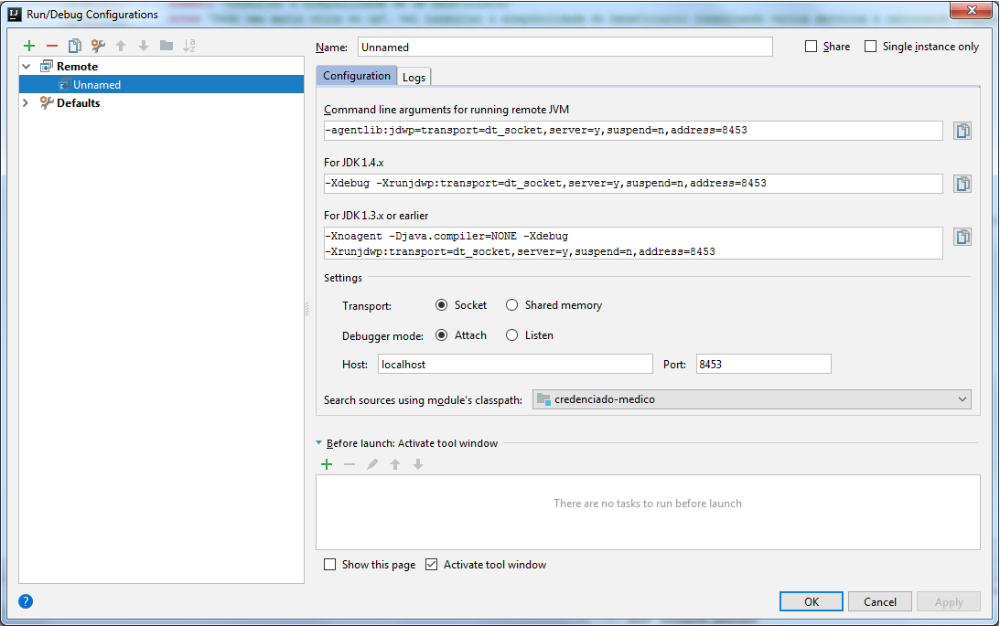 Run/Debug Configurations
Name: Unnamed
Share
Single instance only
Remote
Unnamed
Defaults
Configuration
Logs
Command line arguments for running remote JVM
-agentlib:jdwp=transport=dt_socket,server=y,suspend=n,address=8453
For JDK 1.4.x
-Xdebug -Xrunjdwp:transport=dt_socket,server=y,suspend=n,address=8453
For JDK 1.3.x or earlier
-Xnoagent -Djava.compiler=NONE -Xdebug
-Xrunjdwp:transport=dt_socket,server=y,suspend=n,address=8453
Settings
Transport: Socket Shared memory
Debugger mode: Attach Listen
Host: localhost Port: 8453
Search sources using module's classpath: credenciado-medico
Before launch: Activate tool window
There are no tasks to run before launch
Show this page Activate tool window
OK Cancel Apply